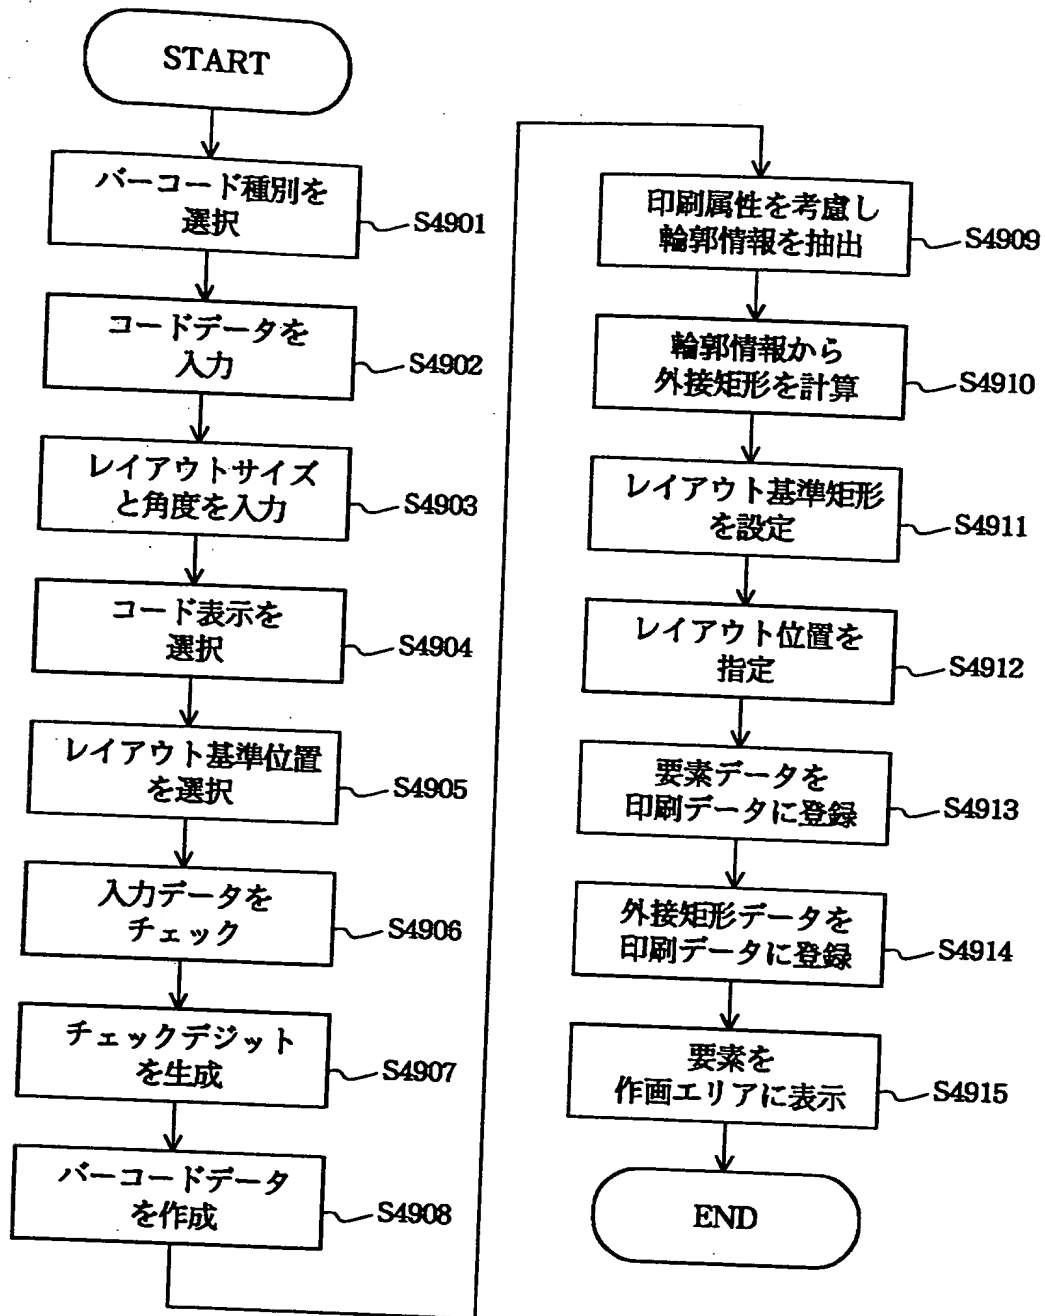 START
バーコード種別を
選択
S4901
コードデータを
入力
S4902
レイアウトサイズ
と角度を入力
S4903
コード表示を
選択
S4904
レイアウト基準位置
を選択
S4905
入力データを
チェック
S4906
チェックデジット
を生成
S4907
バーコードデータ
を作成
S4908
印刷属性を考慮し
輪郭情報を抽出
S4909
輪郭情報から
外接矩形を計算
S4910
レイアウト基準矩形
を設定
S4911
レイアウト位置を
指定
S4912
要素データを
印刷データに登録
S4913
外接矩形データを
印刷データに登録
S4914
要素を
作画エリアに表示
S4915
END